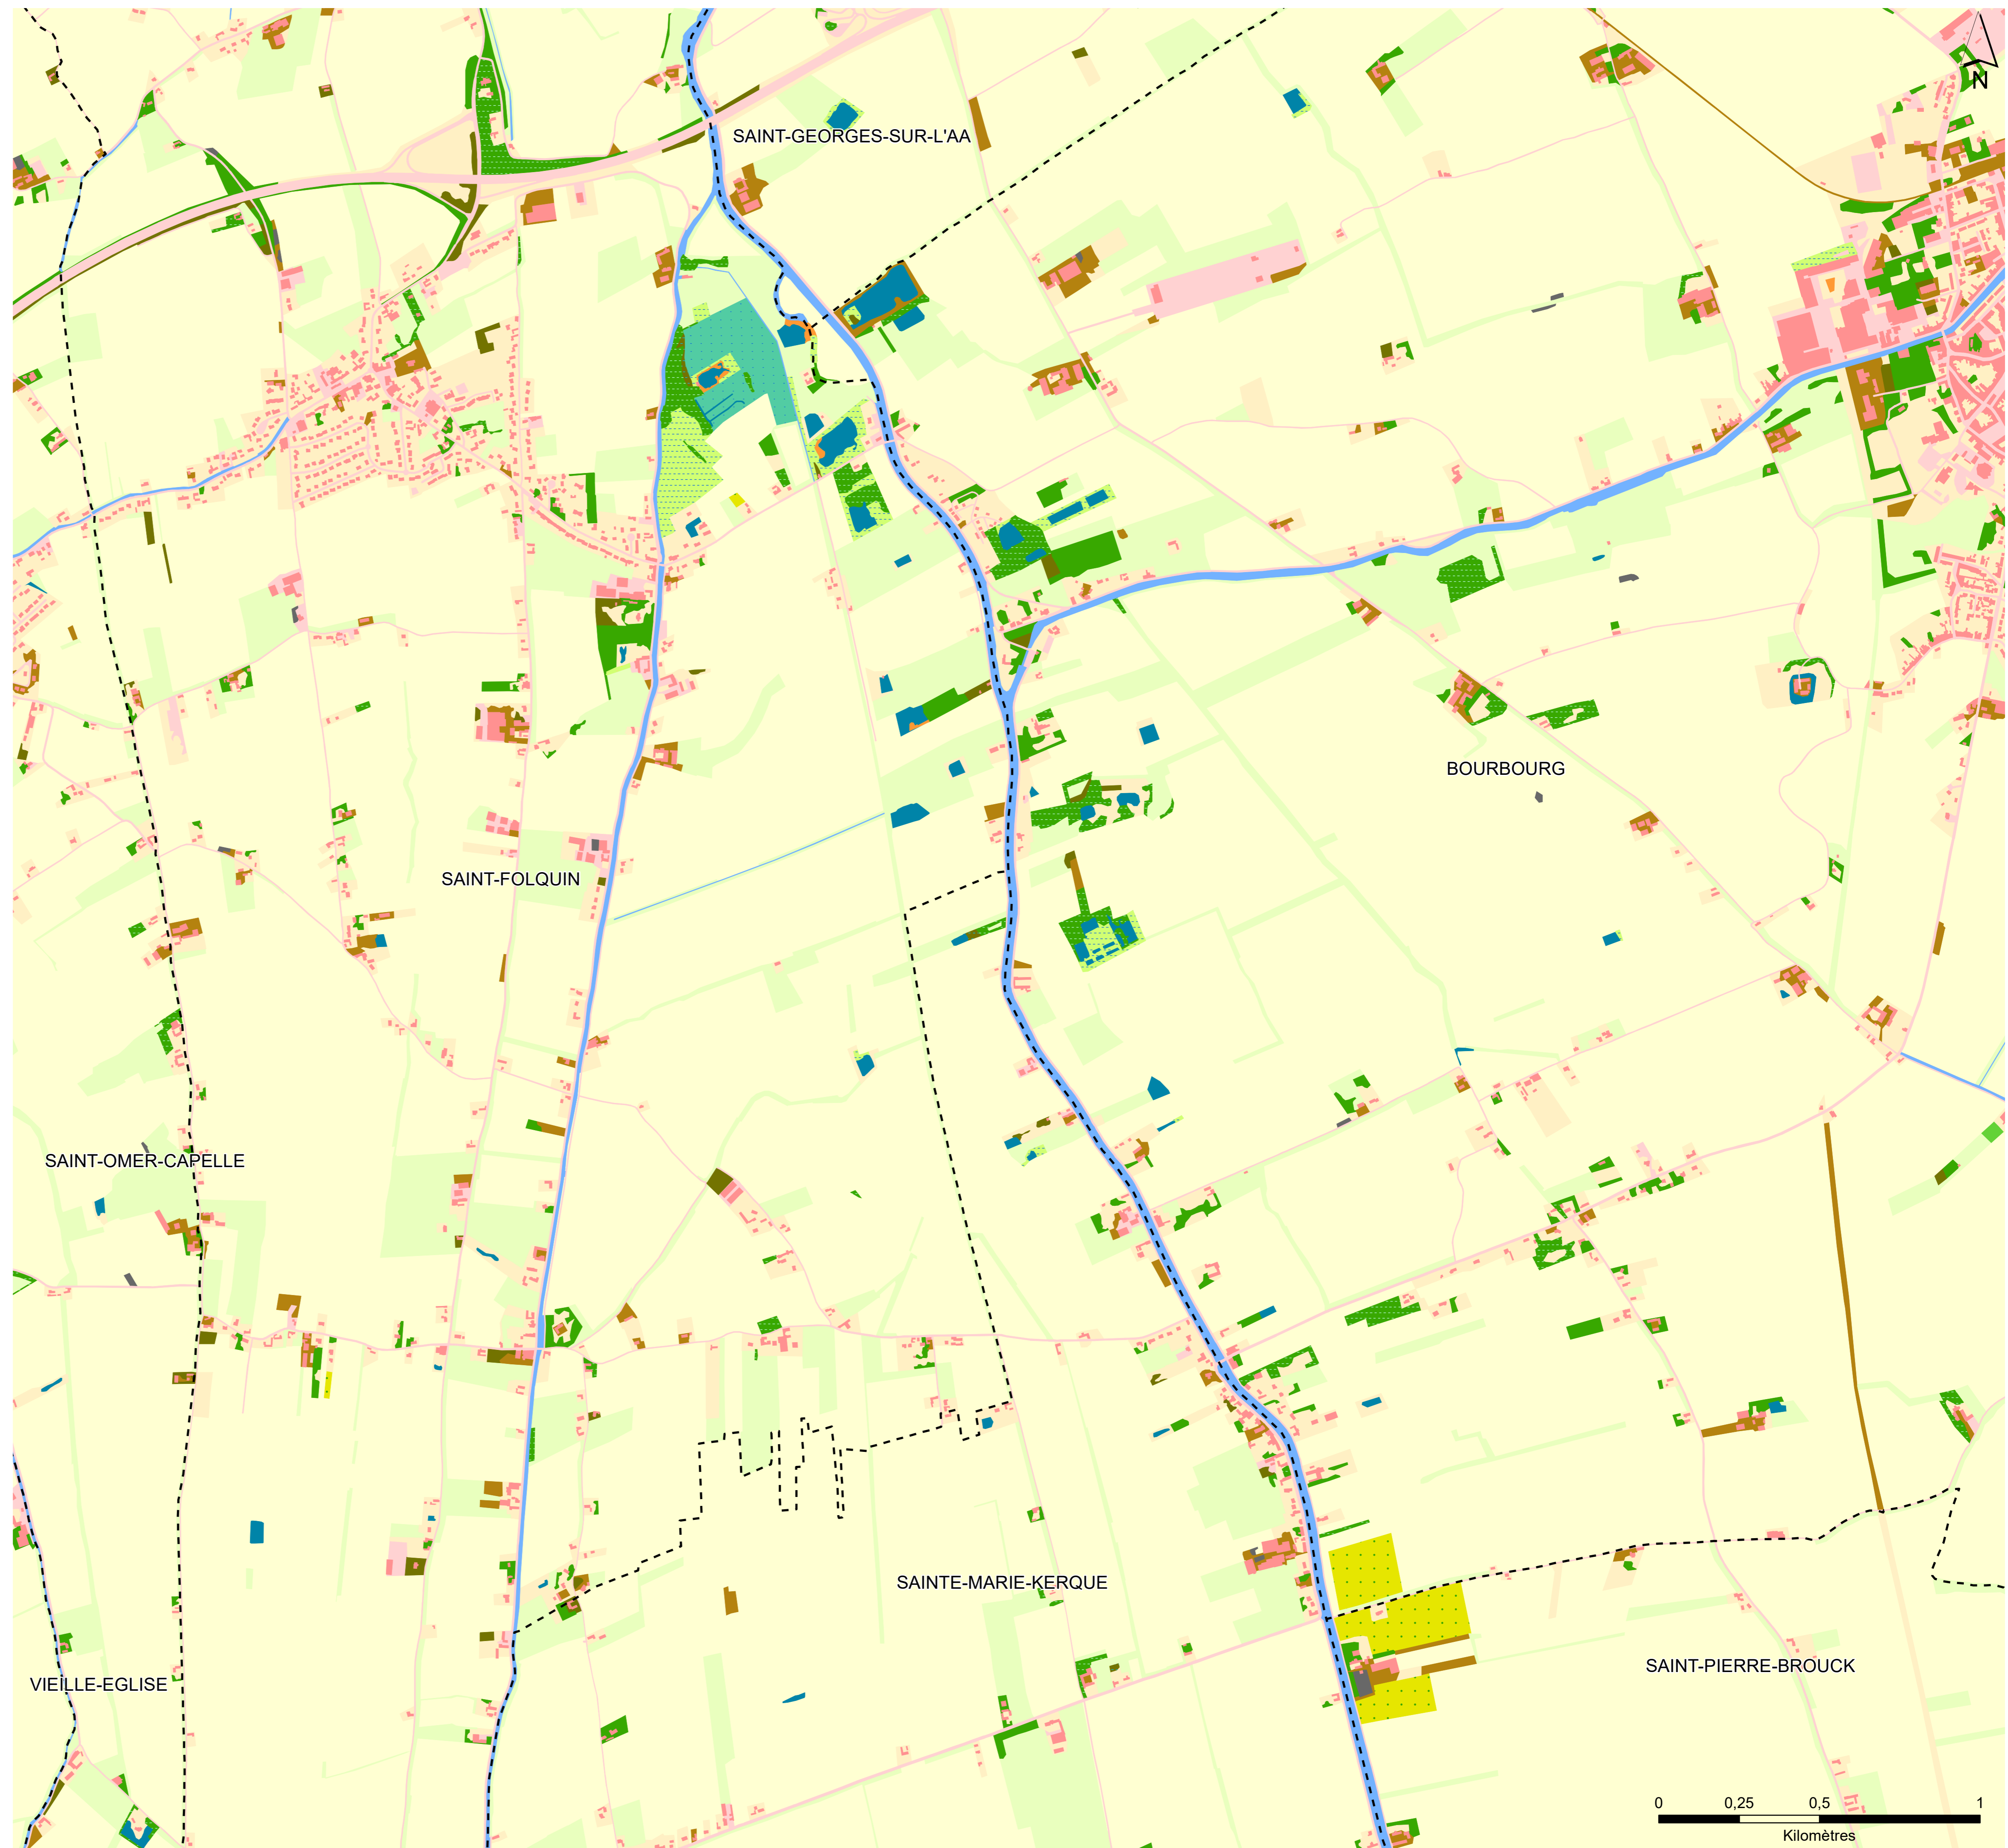 N
SAINT-GEORGES-SUR-L'AA
BOURBOURG
SAINT-FOLQUIN
SAINT-OMER-CAPELLE
SAINTE-MARIE-KERQUE
SAINT-PIERRE-BROUCK
VIEILLE-EGLISE
0 0,25 0,5 1
Kilomètres